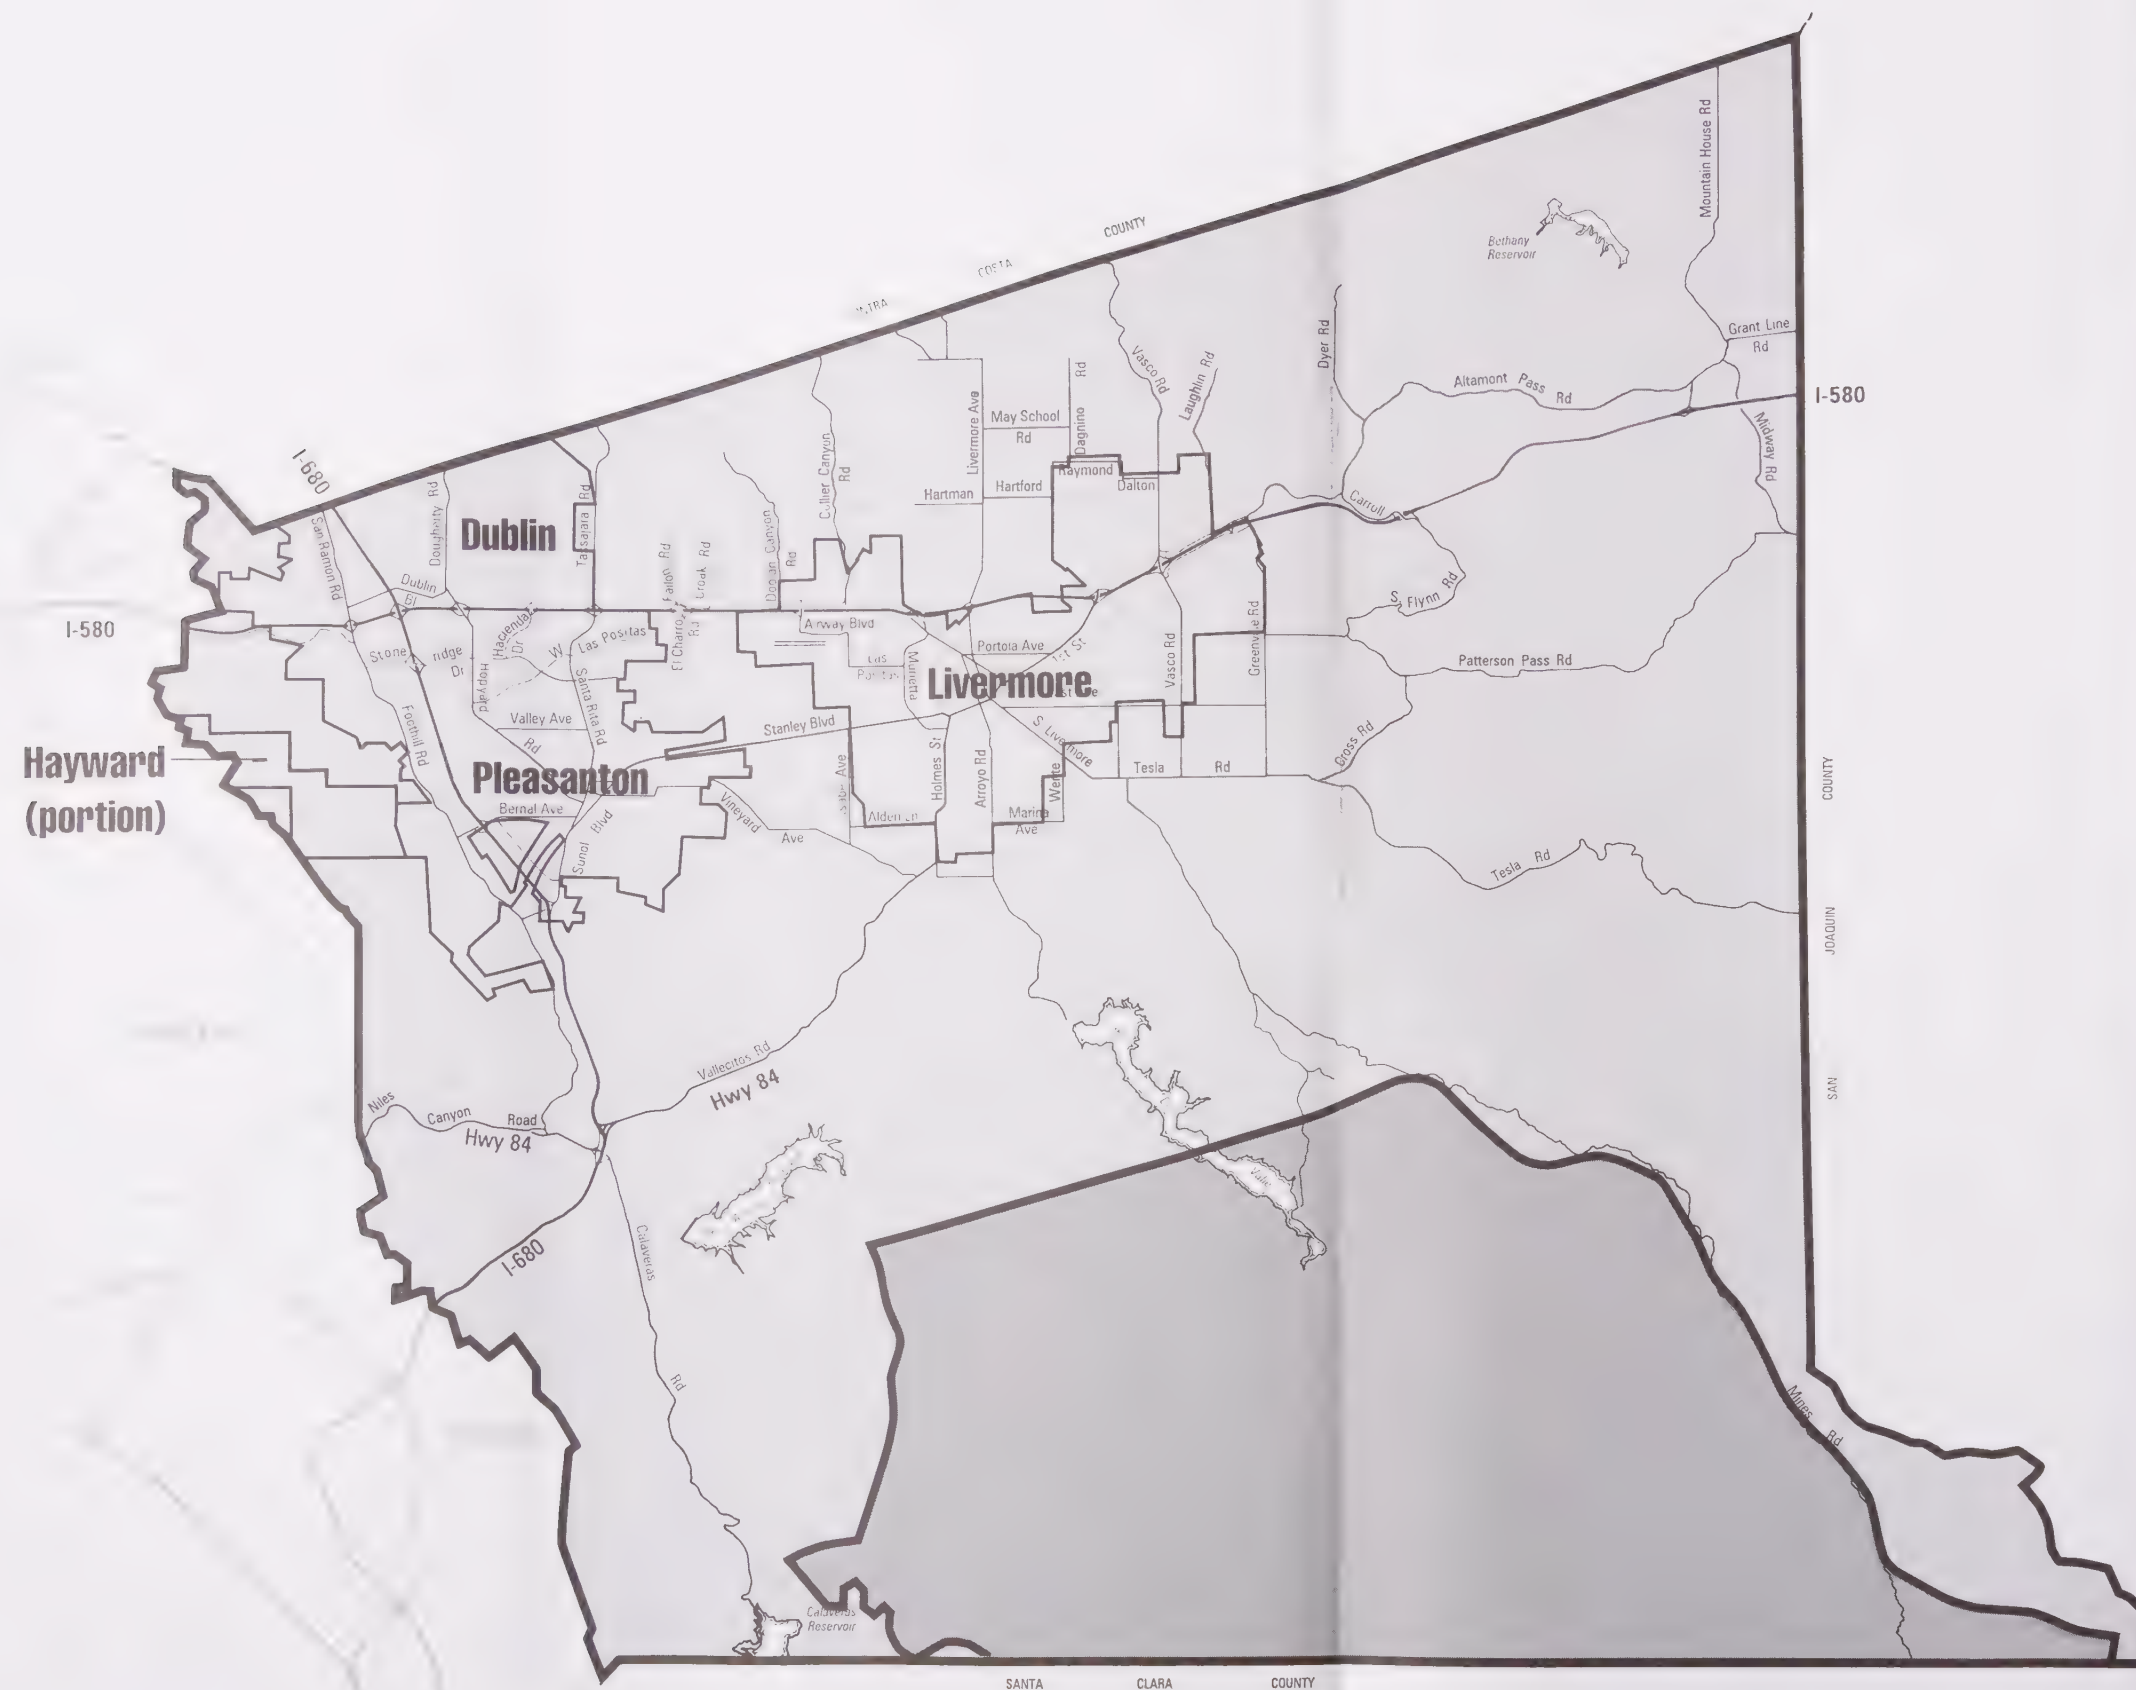 Mountain House Rd
COUNTY
COSTA
Bethany
Reservoir
Grant Line
Rd
I-580
Dyer Rd
Vasco Rd
Laughlin Rd
Altamont Pass Rd
Midway Rd
Livermore Ave
May School
Rd
Dagnino Rd
Raymond
Dalton
Hartman
Hartford
Collier Canyon
Rd
Carroll
I-680
San Ramon Rd
Dougherty Rd
Dublin
Tassajara Rd
Fallon Rd
Croak Rd
Rd
Dublin
Bl
S. Flynn Rd
I-580
Hacienda
Dr
W Las Positas
El Charro
Rd
Airway Blvd
Portola Ave
1st St
Vasco Rd
Greenville Rd
Patterson Pass Rd
Stone ridge
Dr
Hopyard
Santa Rita Rd
Murrieta
Livermore
Foothill Rd
Valley Ave
Rd
Stanley Blvd
S Livermore
Cross Rd
Hayward
(portion)
Pleasanton
Holmes St
Arroyo Rd
Wente
Tesla Rd
Bernal Ave
Sunol Blvd
Vineyard
Ave
Marina
Ave
Tesla Rd
COUNTY
JOAQUIN
SAN
Vallecitos Rd
Hwy 84
Niles Canyon Road
Hwy 84
Valle
I-680
Calaveras
Rd
Mines
Rd
Calaveras
Reservoir
SANTA CLARA COUNTY